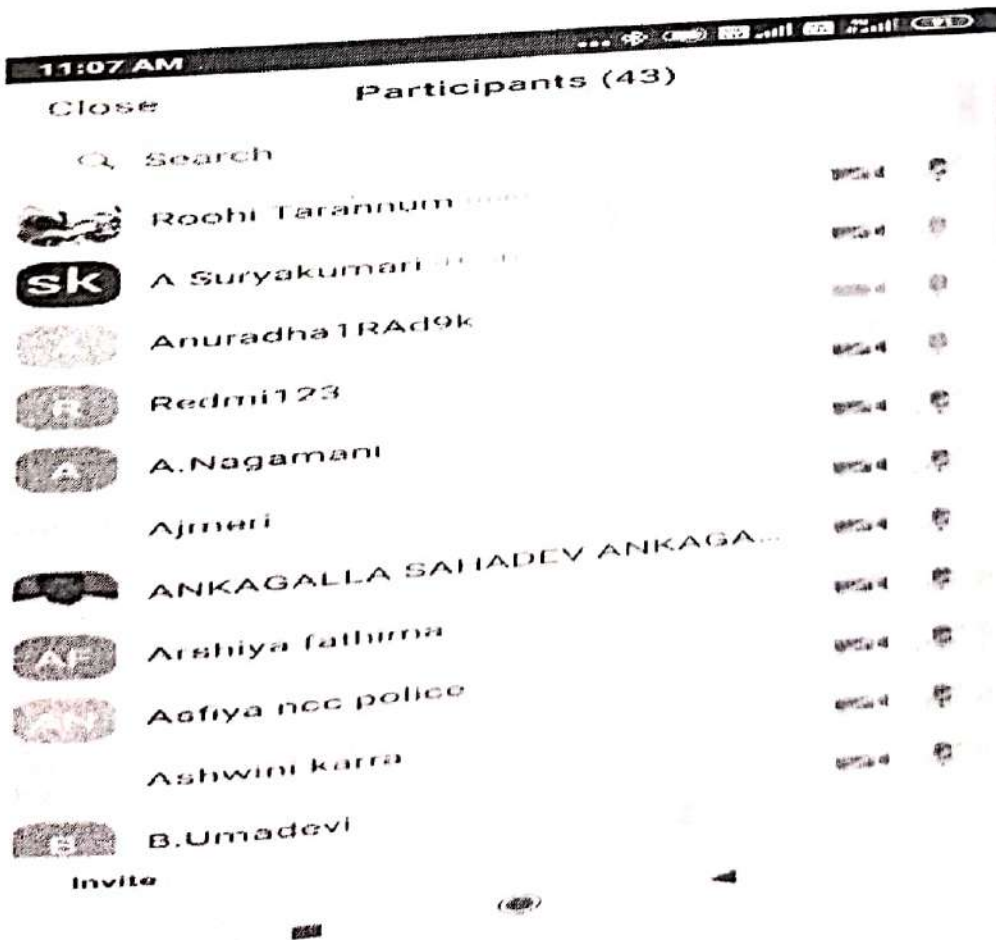 11:07 AM
Close Participants (43)
Search
Roohi Tarannum
sk A Suryakumari
Anuradha1RAd9k
R Redmi123
A A.Nagamani
Ajmeri
ANKAGALLA SAHADEV ANKAGA...
AF Arshiya fathima
AN Asfiya ncc police
Ashwini karra
B B.Umadevi
Invite